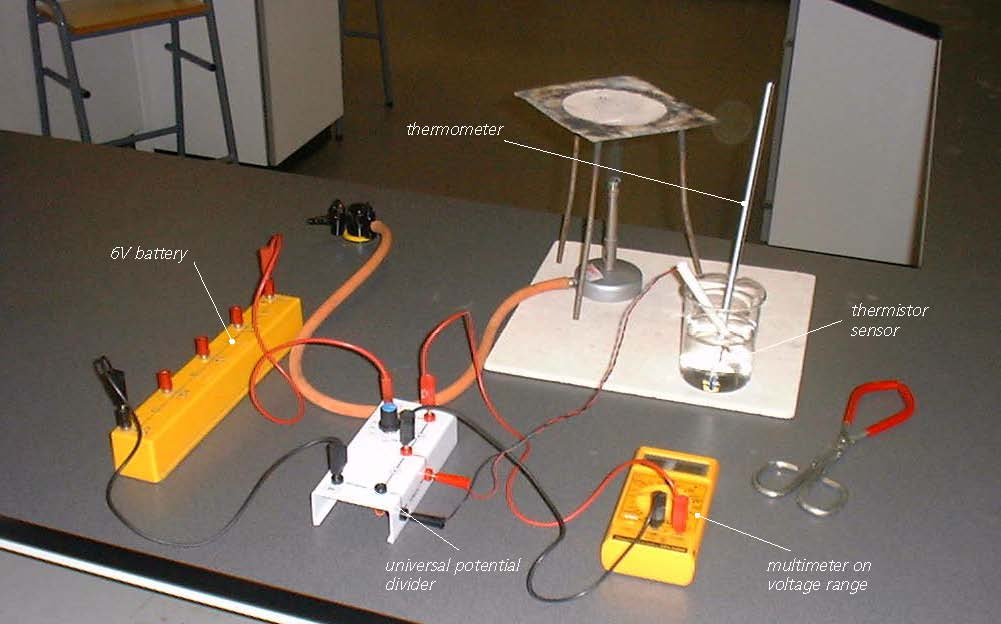 thermometer
6V battery
thermistor
sensor
universal potential
divider
multimeter on
voltage range